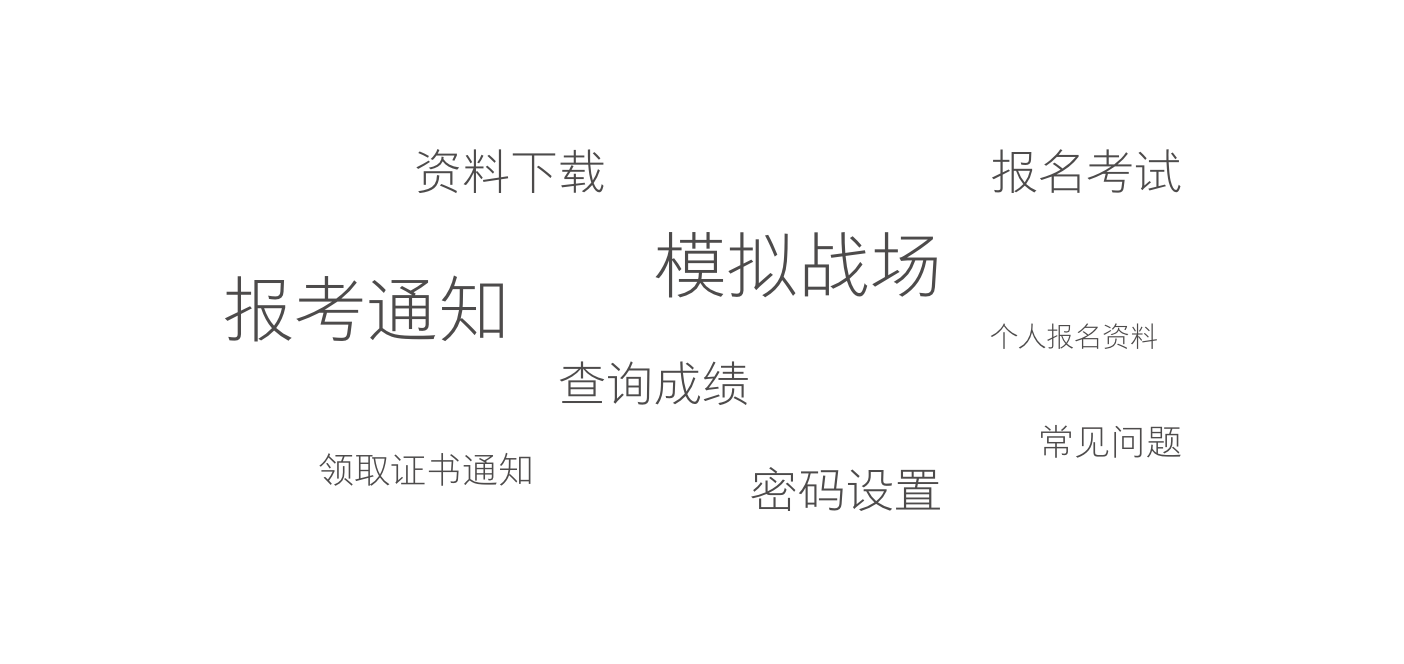 资料下载
报名考试
模拟战场
报考通知
个人报名资料
查询成绩
常见问题
领取证书通知
密码设置